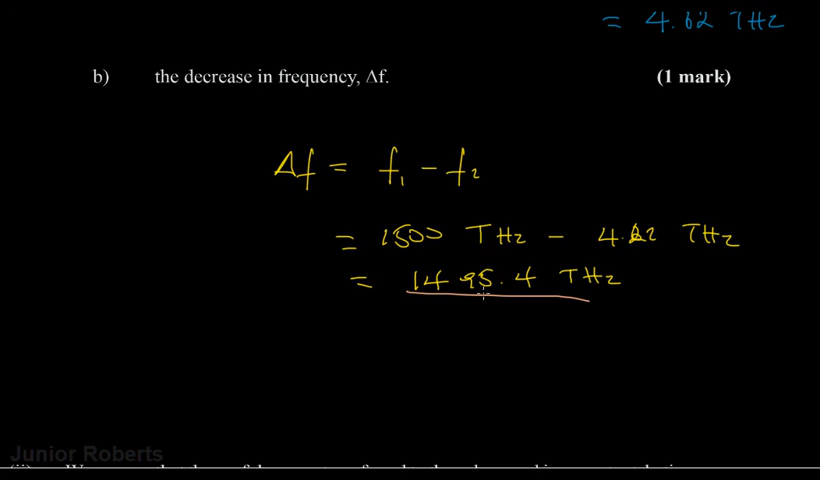 = 4.62 THz
b) the decrease in frequency, Δf. (1 mark)
Δf = f₁ - f₂
= 1500 THz - 4.62 THz
= 1495.4 THz
Junior Roberts